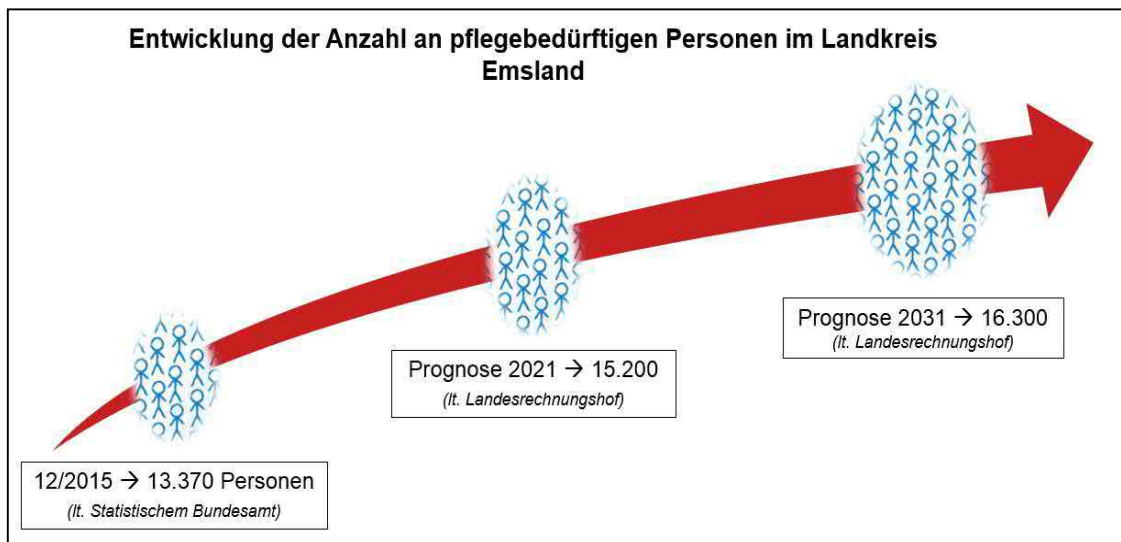 Entwicklung der Anzahl an pflegebedürftigen Personen im Landkreis
Emsland
12/2015 → 13.370 Personen
(lt. Statistischem Bundesamt)
Prognose 2021 → 15.200
(lt. Landesrechnungshof)
Prognose 2031 → 16.300
(lt. Landesrechnungshof)